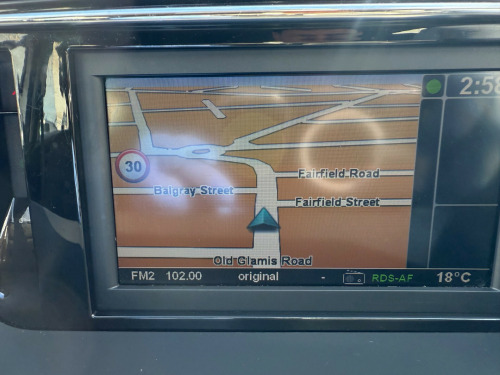 2:58
30
Fairfield Road
Balgray Street
Fairfield Street
Old Glamis Road
FM2 102.00 original - RDS-AF 18°C